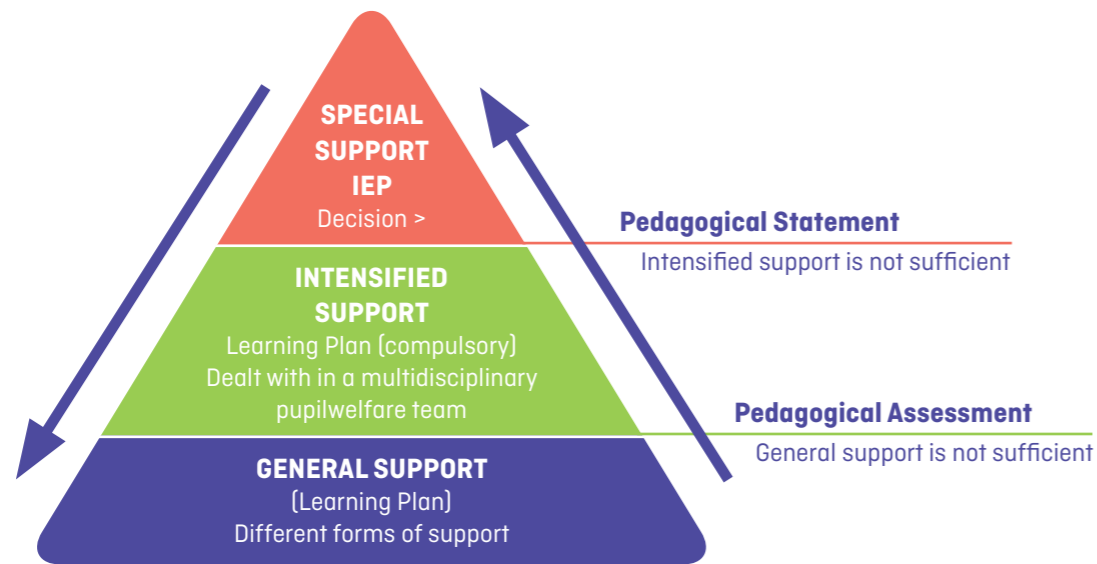 SPECIAL
SUPPORT
IEP
Decision >
Pedagogical Statement
Intensified support is not sufficient
INTENSIFIED
SUPPORT
Learning Plan (compulsory)
Dealt with in a multidisciplinary
pupilwelfare team
Pedagogical Assessment
General support is not sufficient
GENERAL SUPPORT
(Learning Plan)
Different forms of support